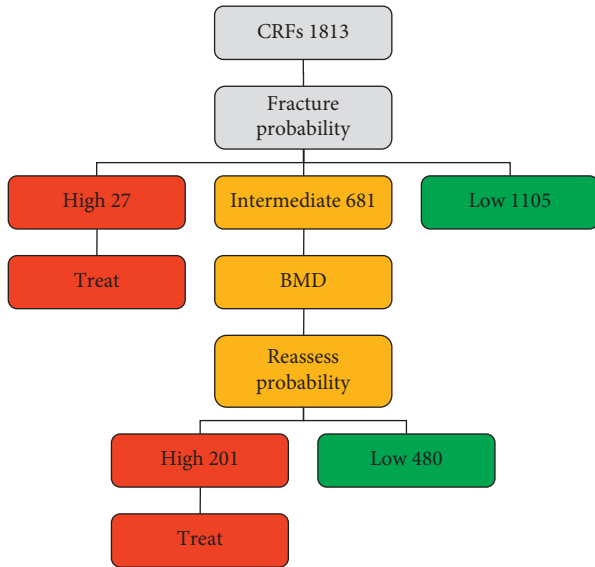 CRFs 1813
Fracture
probability
High 27
Intermediate 681
Low 1105
Treat
BMD
Reassess
probability
High 201
Low 480
Treat